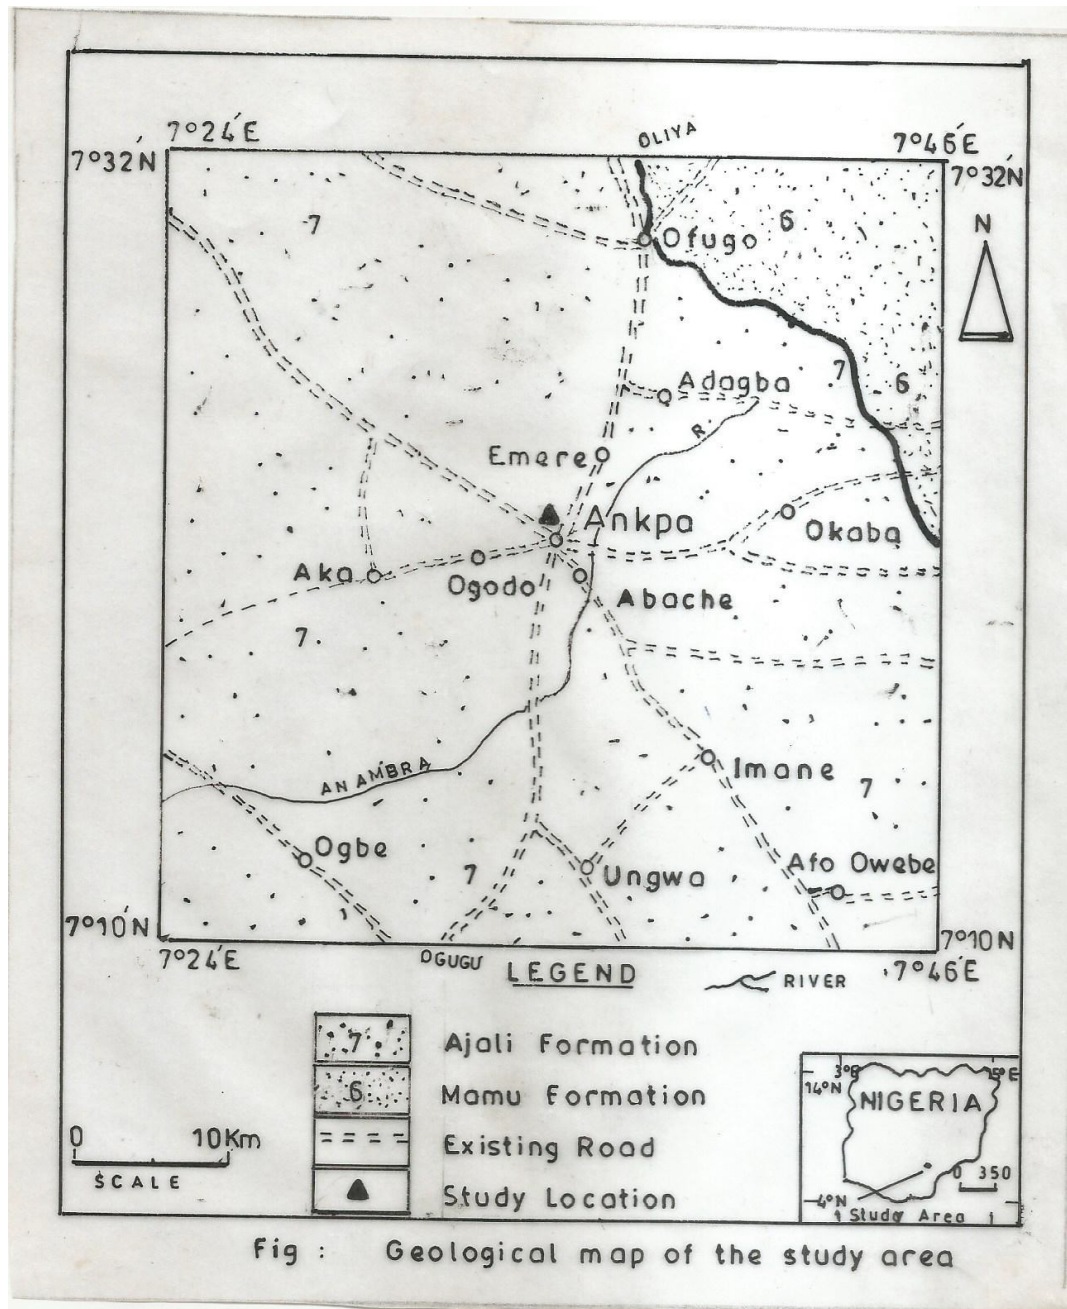 OLIYA
7°24'E
7°46'E
7°32'N
7°32'N
7
6
N
Ofugo
7
6
Adagba
R.
Emere
Ankpa
Okaba
Aka
Ogodo
Abache
7
ANAMBRA
Imane
7
Ogbe
7
Ungwa
Afo Owebe
7°10'N
7°10'N
7°24'E
OGUGU
7°46'E
LEGEND
RIVER
7
Ajali Formation
6
Mamu Formation
Existing Road
Study Location
0 10Km
SCALE
3°E
14°N
NIGERIA
0 350
4°N
Study Area
Fig : Geological map of the study area